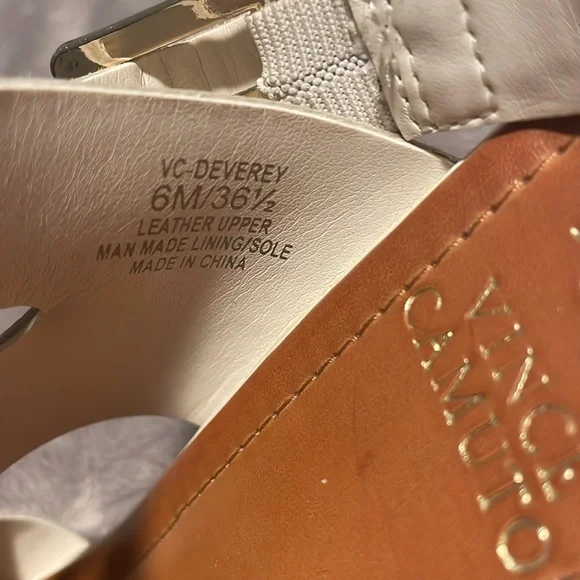 VC-DEVEREY
6M/36½
LEATHER UPPER
MAN MADE LINING/SOLE
MADE IN CHINA
VINCE
CAMUTO